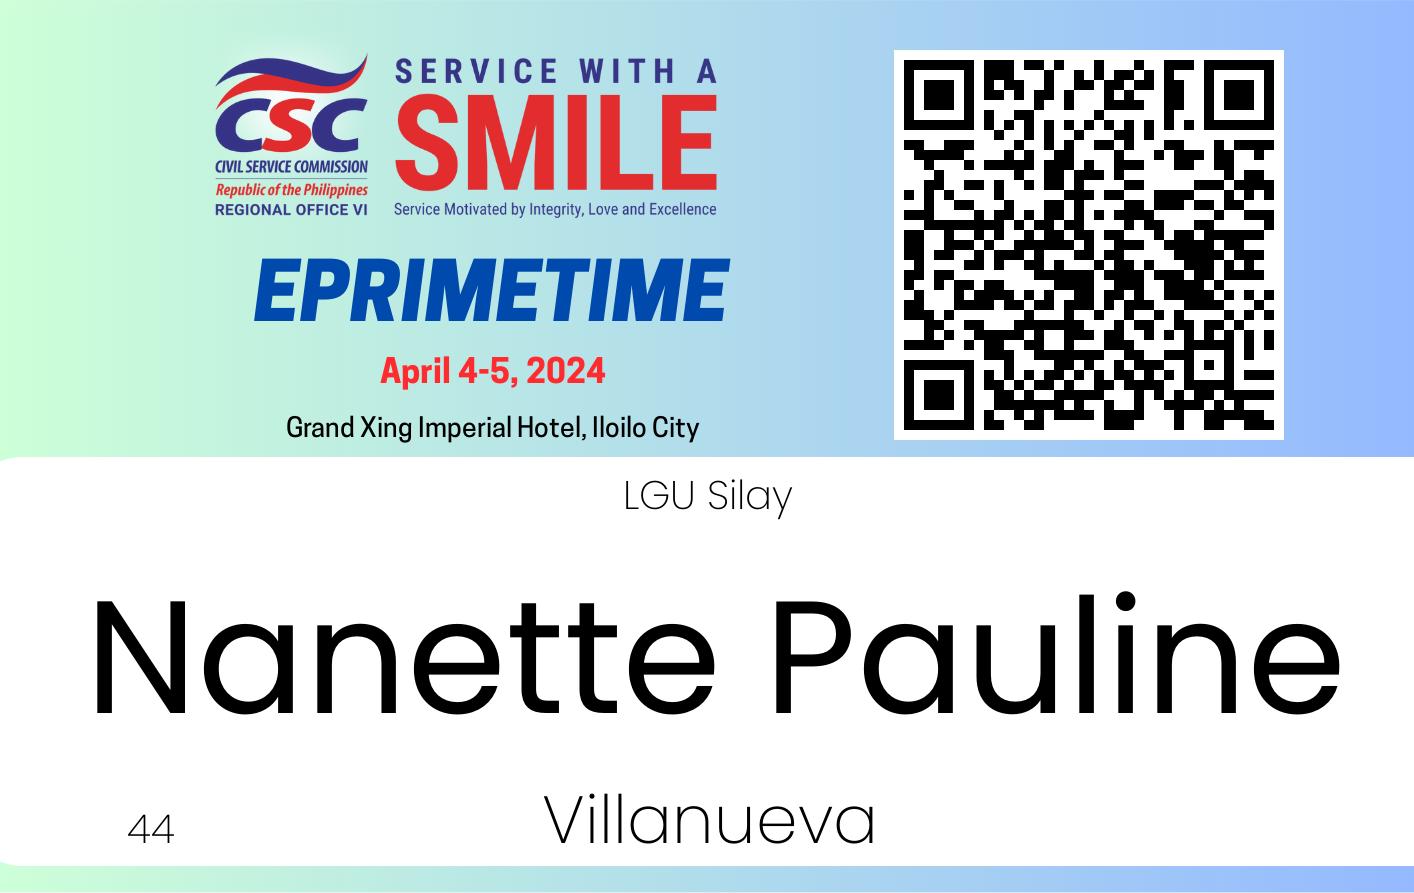 CSC
CIVIL SERVICE COMMISSION
Republic of the Philippines
REGIONAL OFFICE VI
SERVICE WITH A
SMILE
Service Motivated by Integrity, Love and Excellence
EPRIMETIME
April 4-5, 2024
Grand Xing Imperial Hotel, Iloilo City
LGU Silay
Nanette Pauline
Villanueva
44